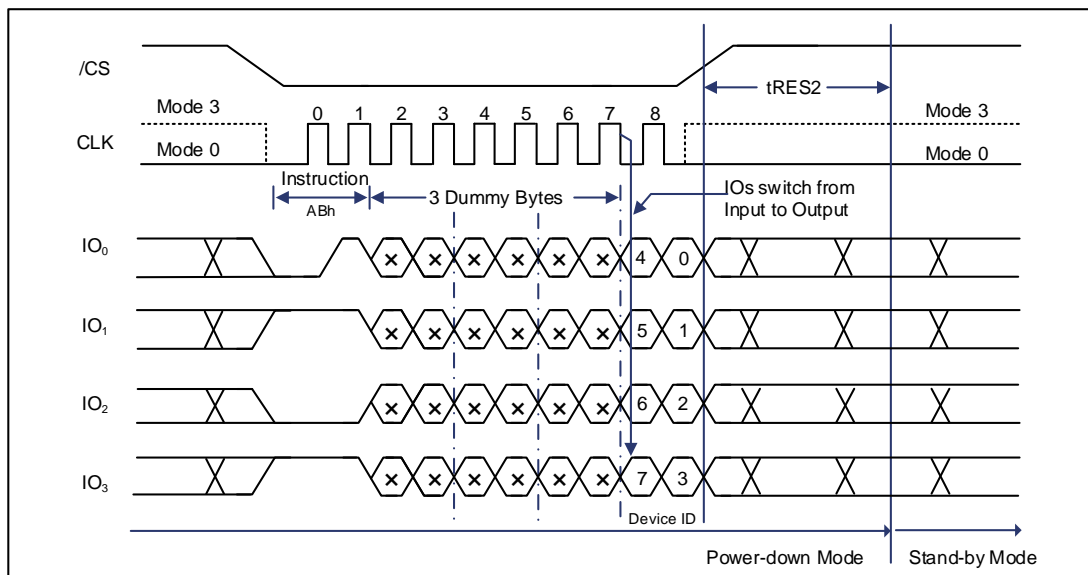 /CS
tRES2
Mode 3
0 1 2 3 4 5 6 7 8
Mode 3
CLK
Mode 0
Mode 0
Instruction
ABh
3 Dummy Bytes
IOs switch from
Input to Output
IO0 × × × × × × 4 0
IO1 × × × × × × 5 1
IO2 × × × × × × 6 2
IO3 × × × × × × 7 3
Device ID
Power-down Mode
Stand-by Mode